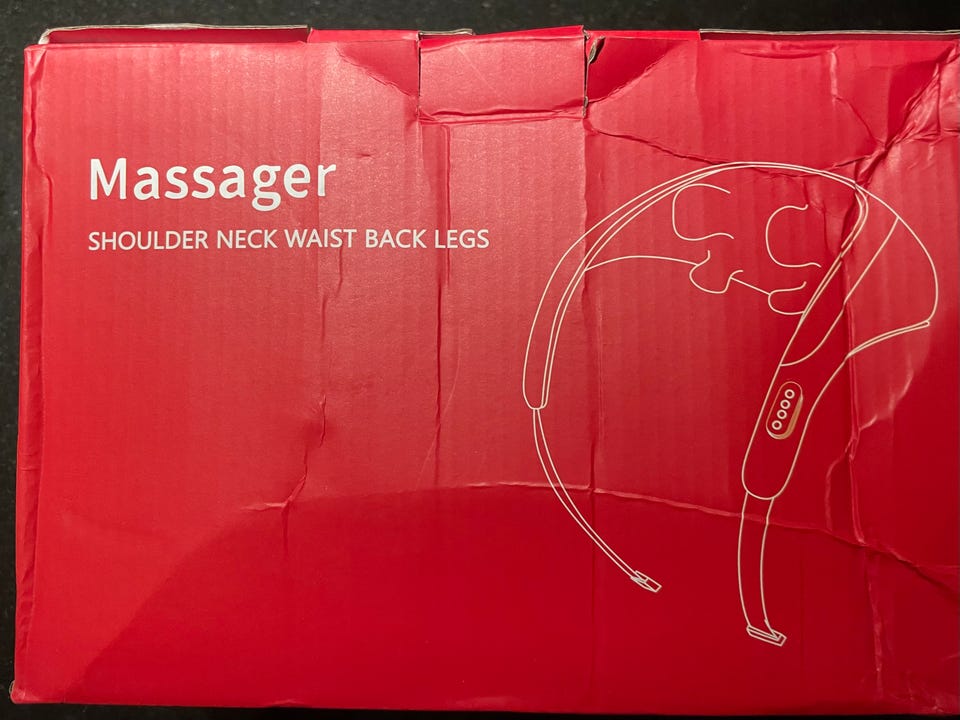 Massager
SHOULDER NECK WAIST BACK LEGS